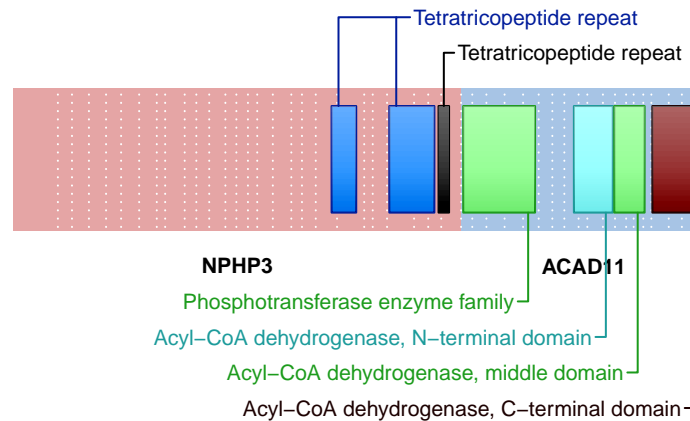 Tetratricopeptide repeat
Tetratricopeptide repeat
NPHP3
ACAD11
Phosphotransferase enzyme family
Acyl−CoA dehydrogenase, N−terminal domain
Acyl−CoA dehydrogenase, middle domain
Acyl−CoA dehydrogenase, C−terminal domain